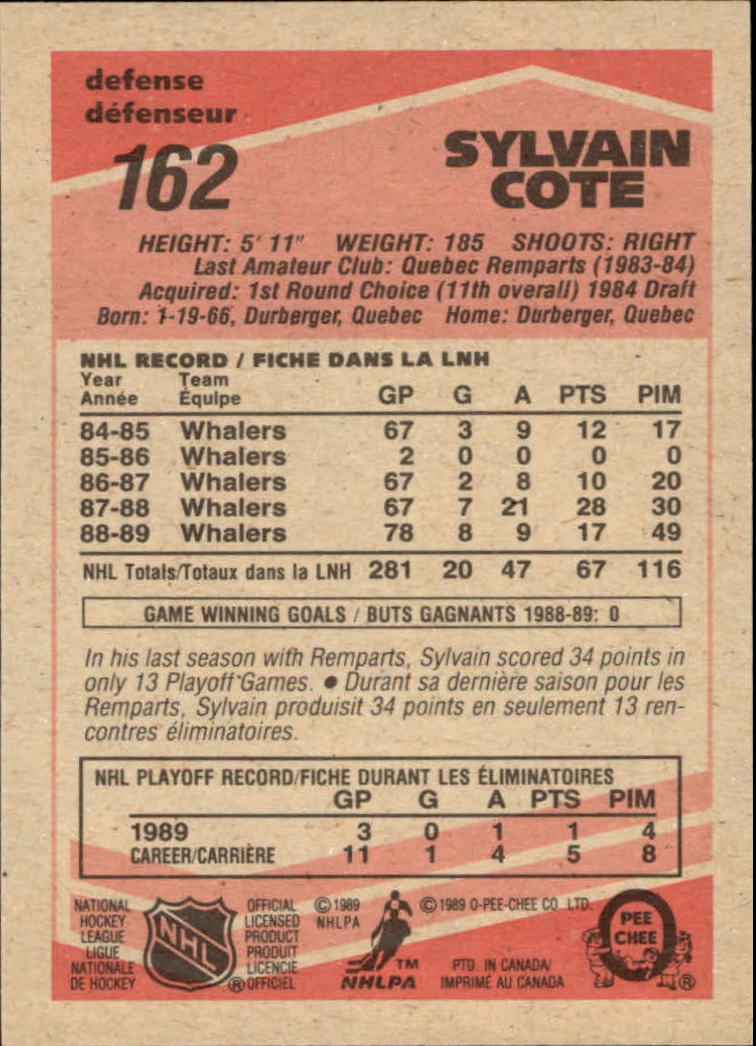 defense
défenseur
162
SYLVAIN
COTE
HEIGHT: 5' 11" WEIGHT: 185 SHOOTS: RIGHT
Last Amateur Club: Quebec Remparts (1983-84)
Acquired: 1st Round Choice (11th overall) 1984 Draft
Born: 1-19-66, Durberger, Quebec Home: Durberger, Quebec
NHL RECORD / FICHE DANS LA LNH
Year Team
Année Équipe GP G A PTS PIM
84-85 Whalers 67 3 9 12 17
85-86 Whalers 2 0 0 0 0
86-87 Whalers 67 2 8 10 20
87-88 Whalers 67 7 21 28 30
88-89 Whalers 78 8 9 17 49
NHL Totals/Totaux dans la LNH 281 20 47 67 116
GAME WINNING GOALS / BUTS GAGNANTS 1988-89: 0
In his last season with Remparts, Sylvain scored 34 points in
only 13 Playoff Games. ● Durant sa dernière saison pour les
Remparts, Sylvain produisit 34 points en seulement 13 ren-
contres éliminatoires.
NHL PLAYOFF RECORD/FICHE DURANT LES ÉLIMINATOIRES
GP G A PTS PIM
1989 3 0 1 1 4
CAREER/CARRIÈRE 11 1 4 5 8
NATIONAL
HOCKEY
LEAGUE
LIGUE
NATIONALE
DE HOCKEY
NHL
OFFICIAL
LICENSED
PRODUCT
PRODUIT
LICENCIE
® OFFICIEL
© 1989
NHLPA
TM
NHLPA
© 1989 O-PEE-CHEE CO. LTD.
PTD. IN CANADA/
IMPRIMÉ AU CANADA
PEE
CHEE
®